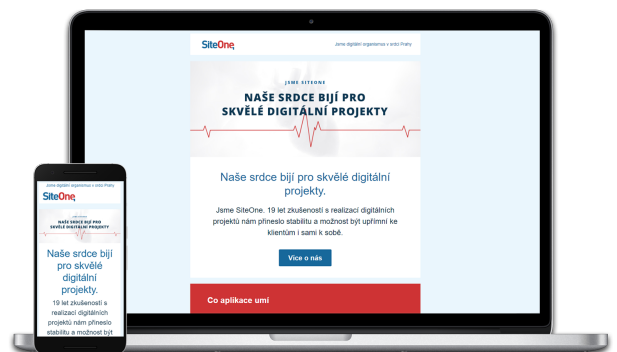 SiteOne
Jsme digitální organismus v srdci Prahy
JSME SITEONE
NAŠE SRDCE BIJÍ PRO
SKVĚLÉ DIGITÁLNÍ PROJEKTY
Naše srdce bijí pro skvělé digitální
projekty.
Jsme SiteOne. 19 let zkušeností s realizací digitálních
projektů nám přineslo stabilitu a možnost být upřímní ke
klientům i sami k sobě.
Více o nás
Co aplikace umí
Jsme digitální organismus v srdci Prahy
SiteOne
JSME SITEONE
NAŠE SRDCE BIJÍ PRO
SKVĚLÉ DIGITÁLNÍ PROJEKTY
Naše srdce bijí
pro skvělé
digitální
projekty.
19 let zkušeností s
realizací digitálních
projektů nám přineslo
stabilitu a možnost být